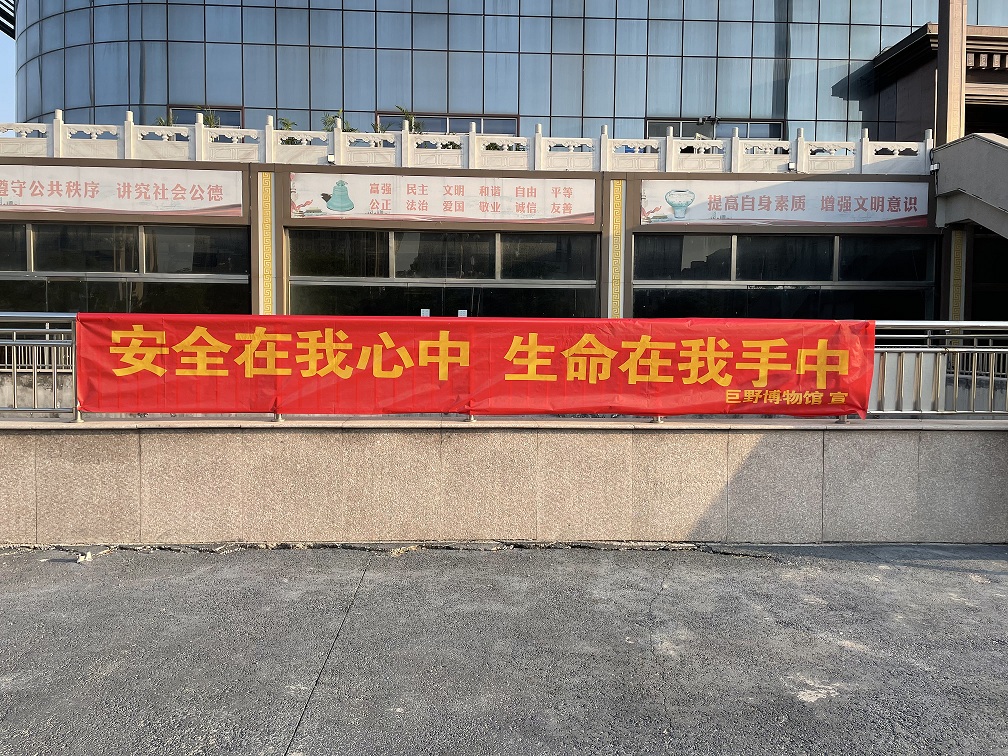 遵守公共秩序 讲究社会公德
富强 民主 文明 和谐 自由 平等
公正 法治 爱国 敬业 诚信 友善
提高自身素质 增强文明意识
安全在我心中 生命在我手中
巨野博物馆 宣